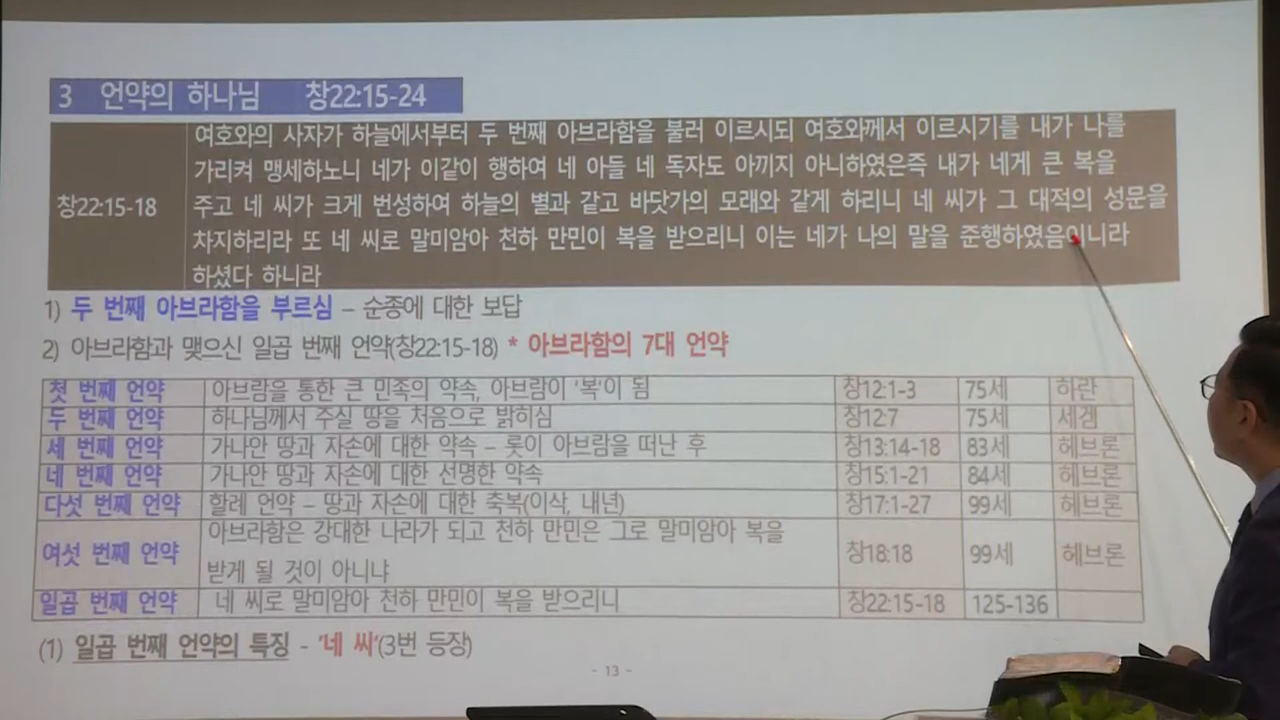 3 언약의 하나님 창22:15-24
창22:15-18
여호와의 사자가 하늘에서부터 두 번째 아브라함을 불러 이르시되 여호와께서 이르시기를 내가 나를
가리켜 맹세하노니 네가 이같이 행하여 네 아들 네 독자도 아끼지 아니하였은즉 내가 네게 큰 복을
주고 네 씨가 크게 번성하여 하늘의 별과 같고 바닷가의 모래와 같게 하리니 네 씨가 그 대적의 성문을
차지하리라 또 네 씨로 말미암아 천하 만민이 복을 받으리니 이는 네가 나의 말을 준행하였음이니라
하셨다 하니라
1) 두 번째 아브라함을 부르심 – 순종에 대한 보답
2) 아브라함과 맺으신 일곱 번째 언약(창22:15-18) * 아브라함의 7대 언약
첫 번째 언약 아브람을 통한 큰 민족의 약속, 아브람이 '복'이 됨 창12:1-3 75세 하란
두 번째 언약 하나님께서 주실 땅을 처음으로 밝히심 창12:7 75세 세겜
세 번째 언약 가나안 땅과 자손에 대한 약속 – 롯이 아브람을 떠난 후 창13:14-18 83세 헤브론
네 번째 언약 가나안 땅과 자손에 대한 선명한 약속 창15:1-21 84세 헤브론
다섯 번째 언약 할례 언약 – 땅과 자손에 대한 축복(이삭, 내년) 창17:1-27 99세 헤브론
여섯 번째 언약 아브라함은 강대한 나라가 되고 천하 만민은 그로 말미암아 복을
받게 될 것이 아니냐 창18:18 99세 헤브론
일곱 번째 언약 네 씨로 말미암아 천하 만민이 복을 받으리니 창22:15-18 125-136
(1) 일곱 번째 언약의 특징 - '네 씨'(3번 등장)
- 13 -